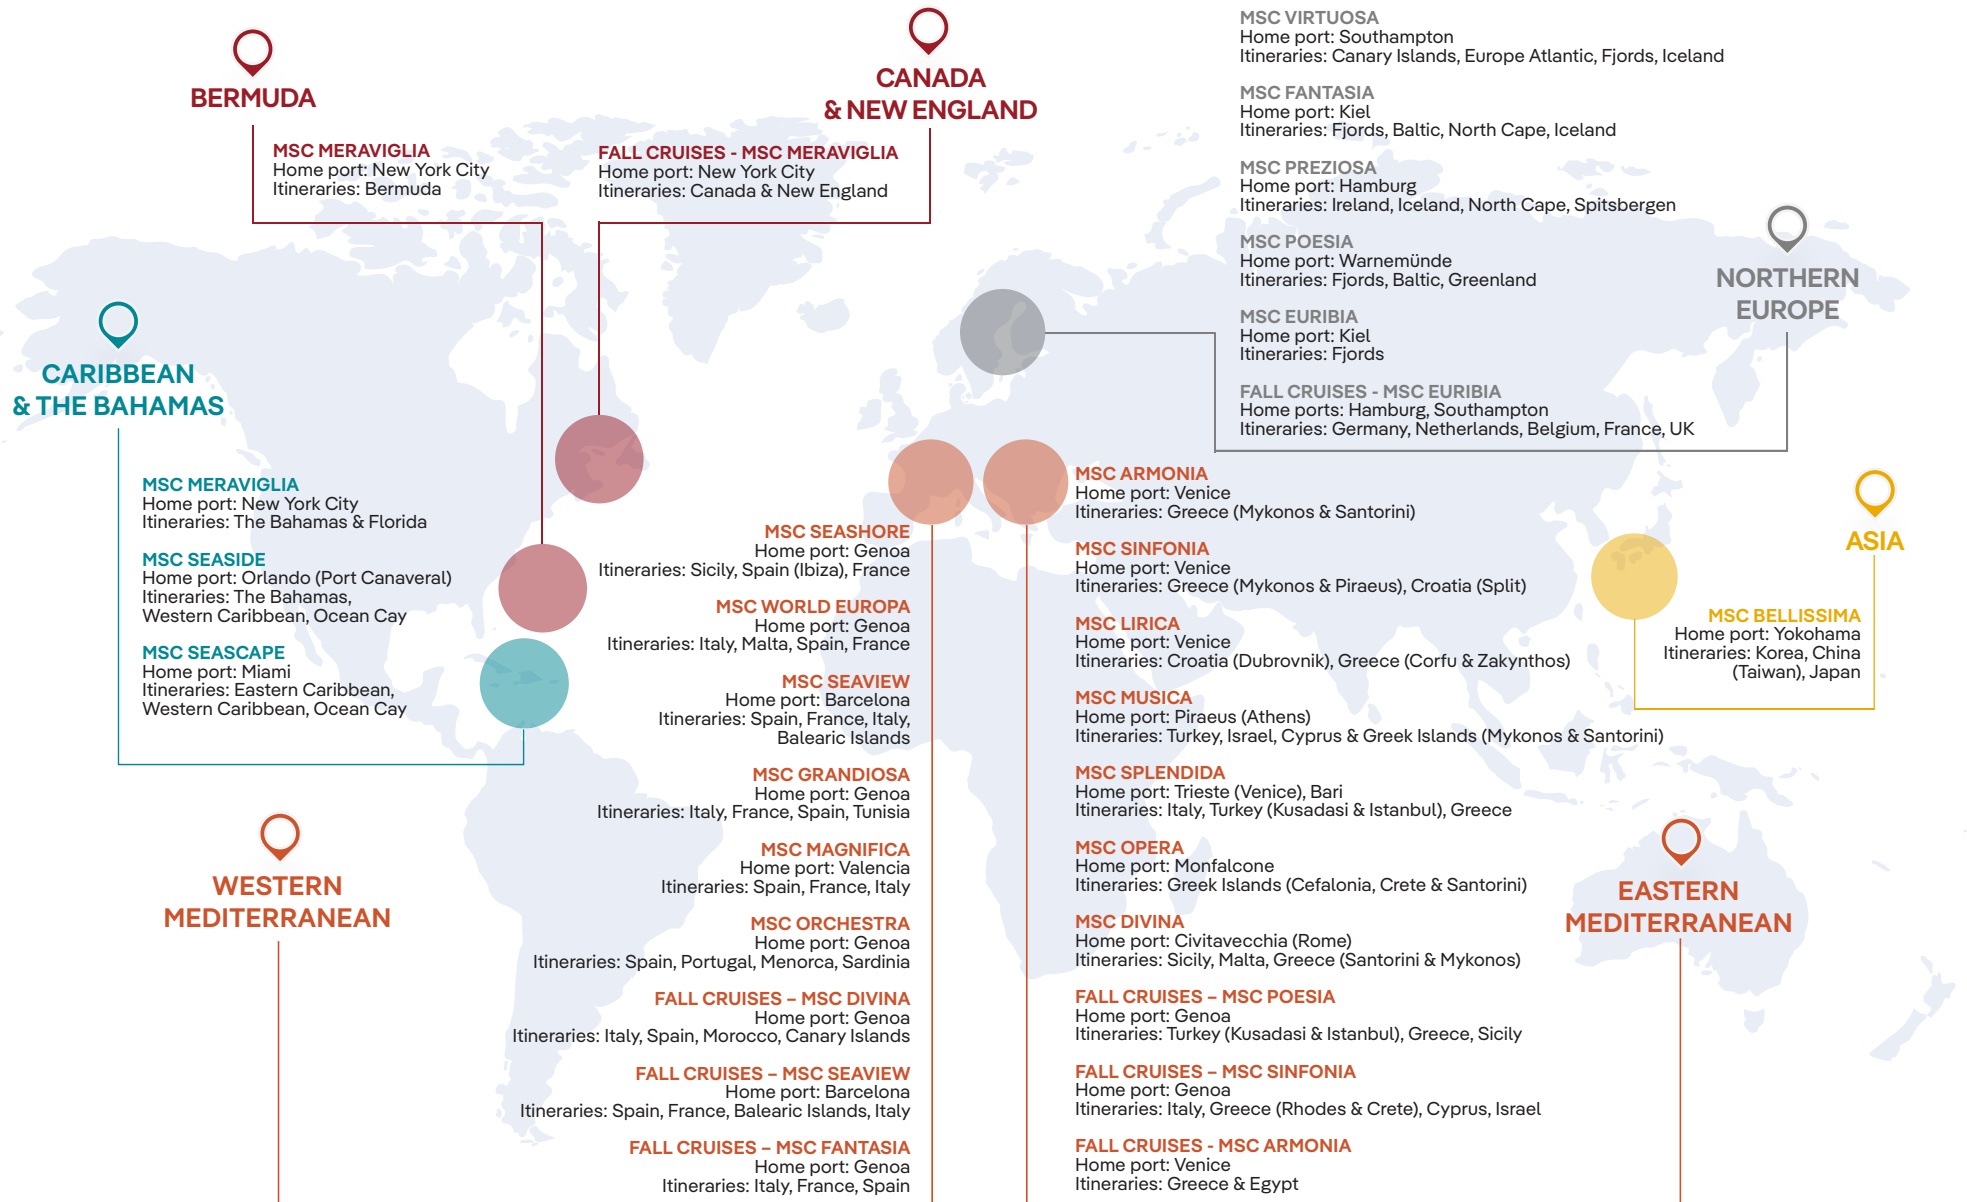 BERMUDA
MSC MERAVIGLIA
Home port: New York City
Itineraries: Bermuda
CANADA
& NEW ENGLAND
FALL CRUISES - MSC MERAVIGLIA
Home port: New York City
Itineraries: Canada & New England
MSC VIRTUOSA
Home port: Southampton
Itineraries: Canary Islands, Europe Atlantic, Fjords, Iceland
MSC FANTASIA
Home port: Kiel
Itineraries: Fjords, Baltic, North Cape, Iceland
MSC PREZIOSA
Home port: Hamburg
Itineraries: Ireland, Iceland, North Cape, Spitsbergen
MSC POESIA
Home port: Warnemünde
Itineraries: Fjords, Baltic, Greenland
MSC EURIBIA
Home port: Kiel
Itineraries: Fjords
FALL CRUISES - MSC EURIBIA
Home ports: Hamburg, Southampton
Itineraries: Germany, Netherlands, Belgium, France, UK
NORTHERN
EUROPE
CARIBBEAN
& THE BAHAMAS
MSC MERAVIGLIA
Home port: New York City
Itineraries: The Bahamas & Florida
MSC SEASIDE
Home port: Orlando (Port Canaveral)
Itineraries: The Bahamas,
Western Caribbean, Ocean Cay
MSC SEASCAPE
Home port: Miami
Itineraries: Eastern Caribbean,
Western Caribbean, Ocean Cay
ASIA
MSC BELLISSIMA
Home port: Yokohama
Itineraries: Korea, China
(Taiwan), Japan
WESTERN
MEDITERRANEAN
MSC SEASHORE
Home port: Genoa
Itineraries: Sicily, Spain (Ibiza), France
MSC WORLD EUROPA
Home port: Genoa
Itineraries: Italy, Malta, Spain, France
MSC SEAVIEW
Home port: Barcelona
Itineraries: Spain, France, Italy,
Balearic Islands
MSC GRANDIOSA
Home port: Genoa
Itineraries: Italy, France, Spain, Tunisia
MSC MAGNIFICA
Home port: Valencia
Itineraries: Spain, France, Italy
MSC ORCHESTRA
Home port: Genoa
Itineraries: Spain, Portugal, Menorca, Sardinia
FALL CRUISES – MSC DIVINA
Home port: Genoa
Itineraries: Italy, Spain, Morocco, Canary Islands
FALL CRUISES – MSC SEAVIEW
Home port: Barcelona
Itineraries: Spain, France, Balearic Islands, Italy
FALL CRUISES – MSC FANTASIA
Home port: Genoa
Itineraries: Italy, France, Spain
EASTERN
MEDITERRANEAN
MSC ARMONIA
Home port: Venice
Itineraries: Greece (Mykonos & Santorini)
MSC SINFONIA
Home port: Venice
Itineraries: Greece (Mykonos & Piraeus), Croatia (Split)
MSC LIRICA
Home port: Venice
Itineraries: Croatia (Dubrovnik), Greece (Corfu & Zakynthos)
MSC MUSICA
Home port: Piraeus (Athens)
Itineraries: Turkey, Israel, Cyprus & Greek Islands (Mykonos & Santorini)
MSC SPLENDIDA
Home port: Trieste (Venice), Bari
Itineraries: Italy, Turkey (Kusadasi & Istanbul), Greece
MSC OPERA
Home port: Monfalcone
Itineraries: Greek Islands (Cefalonia, Crete & Santorini)
MSC DIVINA
Home port: Civitavecchia (Rome)
Itineraries: Sicily, Malta, Greece (Santorini & Mykonos)
FALL CRUISES – MSC POESIA
Home port: Genoa
Itineraries: Turkey (Kusadasi & Istanbul), Greece, Sicily
FALL CRUISES – MSC SINFONIA
Home port: Genoa
Itineraries: Italy, Greece (Rhodes & Crete), Cyprus, Israel
FALL CRUISES - MSC ARMONIA
Home port: Venice
Itineraries: Greece & Egypt